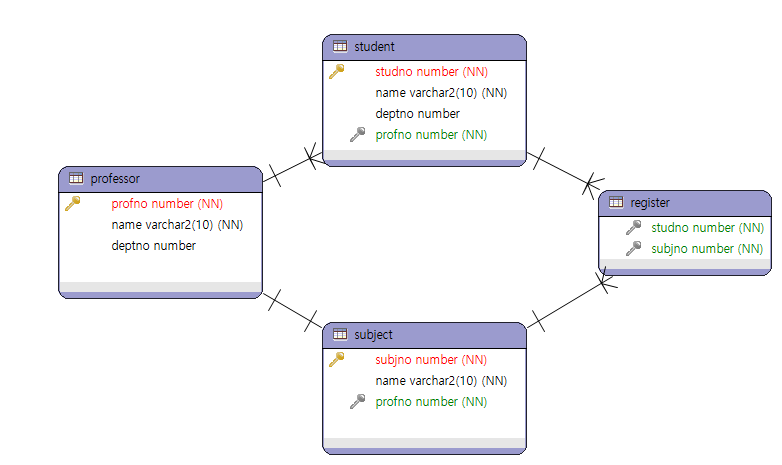 student
studno number (NN)
name varchar2(10) (NN)
deptno number
profno number (NN)
professor
profno number (NN)
name varchar2(10) (NN)
deptno number
register
studno number (NN)
subjno number (NN)
subject
subjno number (NN)
name varchar2(10) (NN)
profno number (NN)